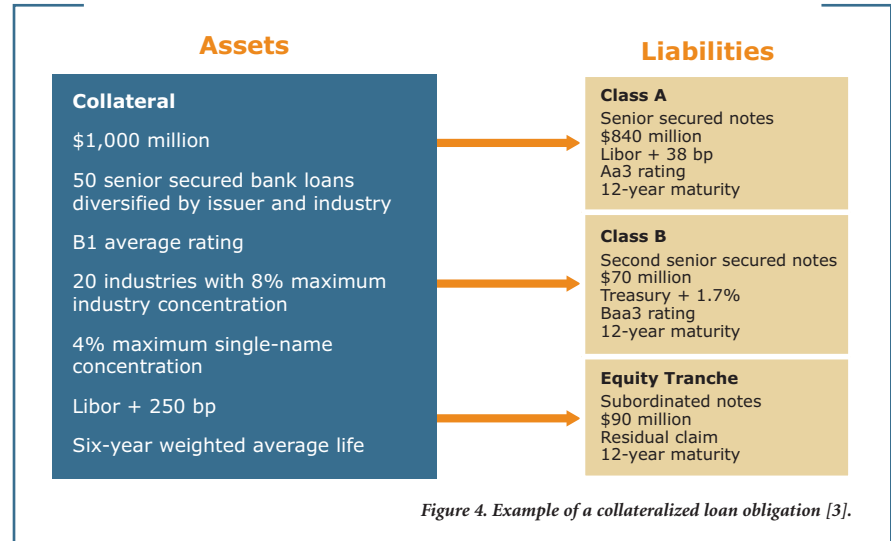 Assets
Collateral
$1,000 million
50 senior secured bank loans
diversified by issuer and industry
B1 average rating
20 industries with 8% maximum
industry concentration
4% maximum single-name
concentration
Libor + 250 bp
Six-year weighted average life
Liabilities
Class A
Senior secured notes
$840 million
Libor + 38 bp
Aa3 rating
12-year maturity
Class B
Second senior secured notes
$70 million
Treasury + 1.7%
Baa3 rating
12-year maturity
Equity Tranche
Subordinated notes
$90 million
Residual claim
12-year maturity
Figure 4. Example of a collateralized loan obligation [3].